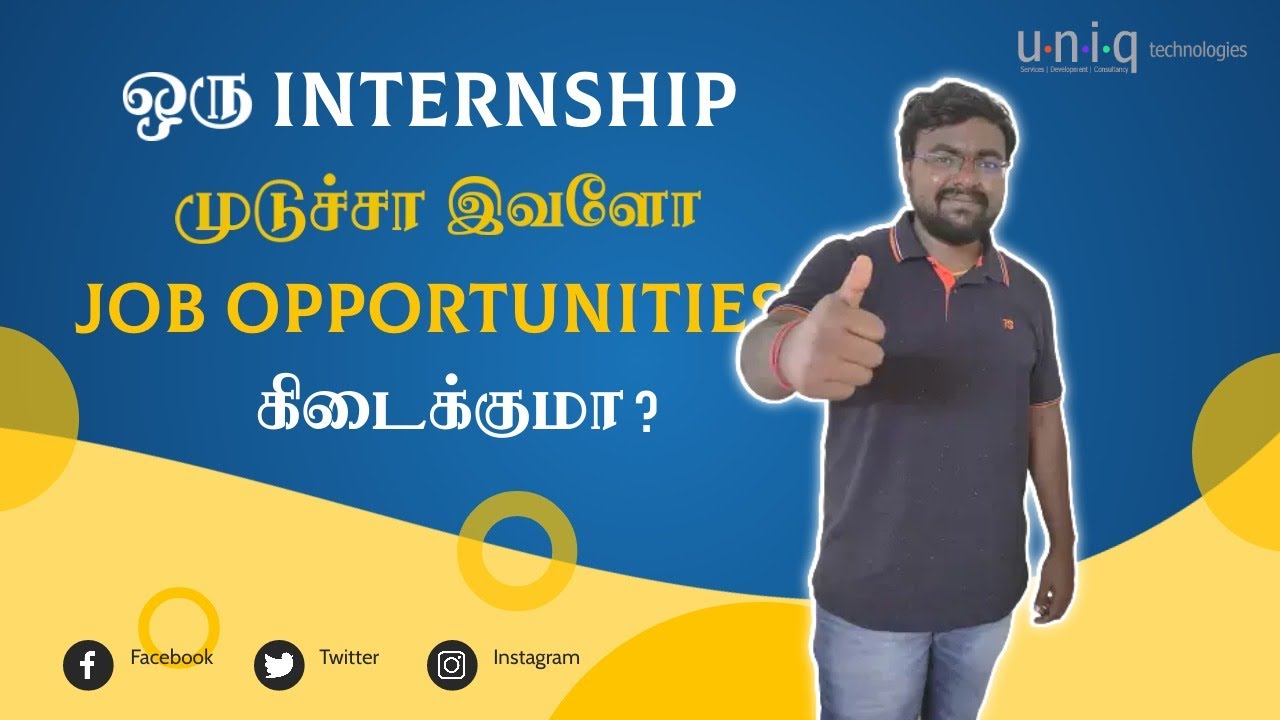 u·n·i·q technologies
Services | Development | Consultancy
ஒரு INTERNSHIP
முடுச்சா இவளோ
JOB OPPORTUNITIES
கிடைக்குமா ?
Facebook
Twitter
Instagram